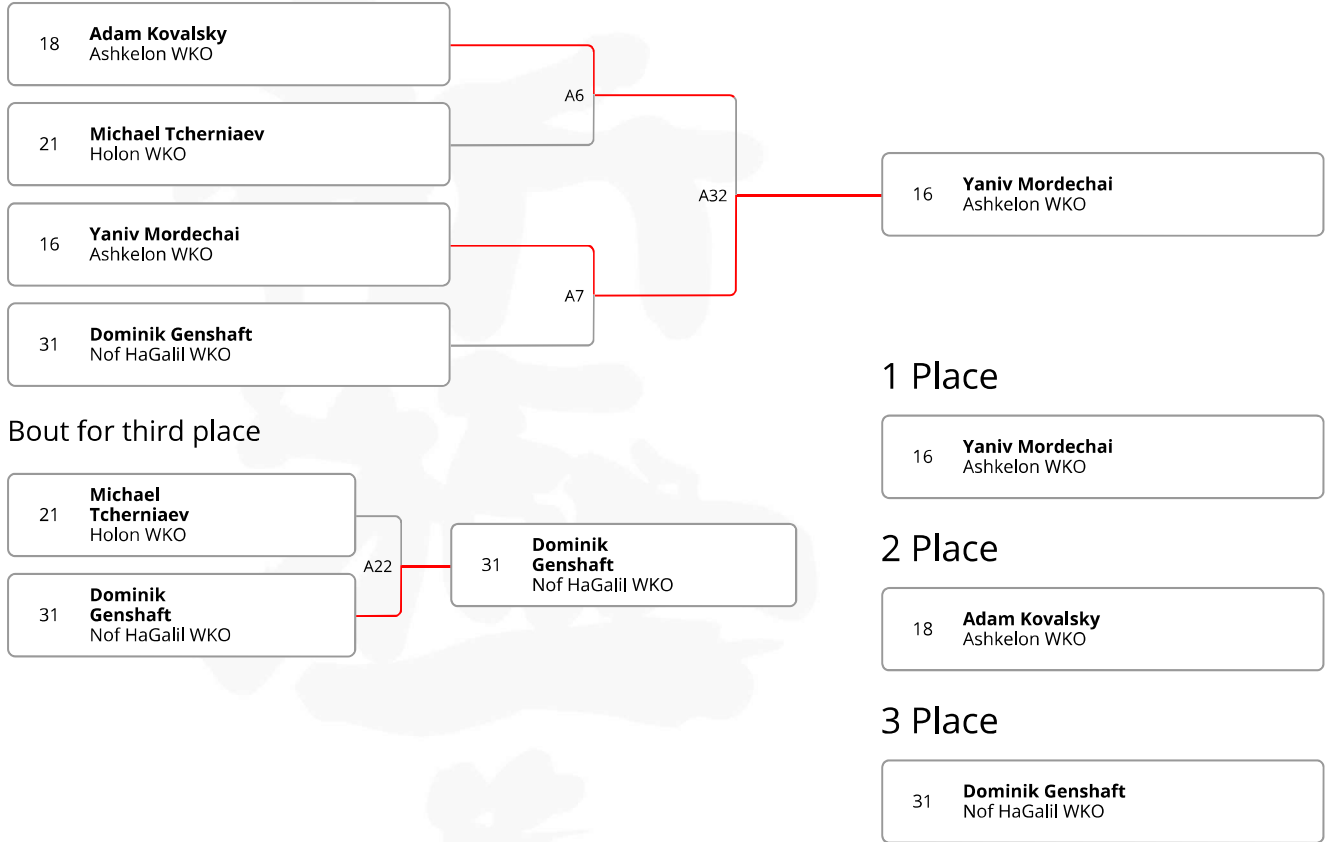 18
Adam Kovalsky
Ashkelon WKO
A6
21
Michael Tcherniaev
Holon WKO
A32
16
Yaniv Mordechai
Ashkelon WKO
16
Yaniv Mordechai
Ashkelon WKO
A7
31
Dominik Genshaft
Nof HaGalil WKO
Bout for third place
21
Michael
Tcherniaev
Holon WKO
A22
31
Dominik
Genshaft
Nof HaGalil WKO
31
Dominik
Genshaft
Nof HaGalil WKO
1 Place
16
Yaniv Mordechai
Ashkelon WKO
2 Place
18
Adam Kovalsky
Ashkelon WKO
3 Place
31
Dominik Genshaft
Nof HaGalil WKO